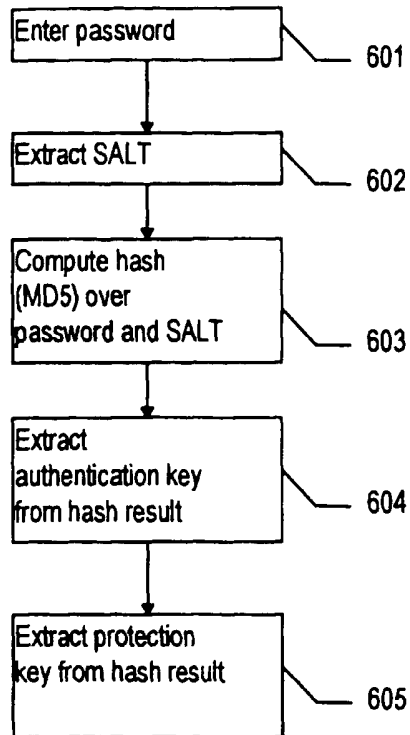 Enter password
601
Extract SALT
602
Compute hash
(MD5) over
password and SALT
603
Extract
authentication key
from hash result
604
Extract protection
key from hash result
605